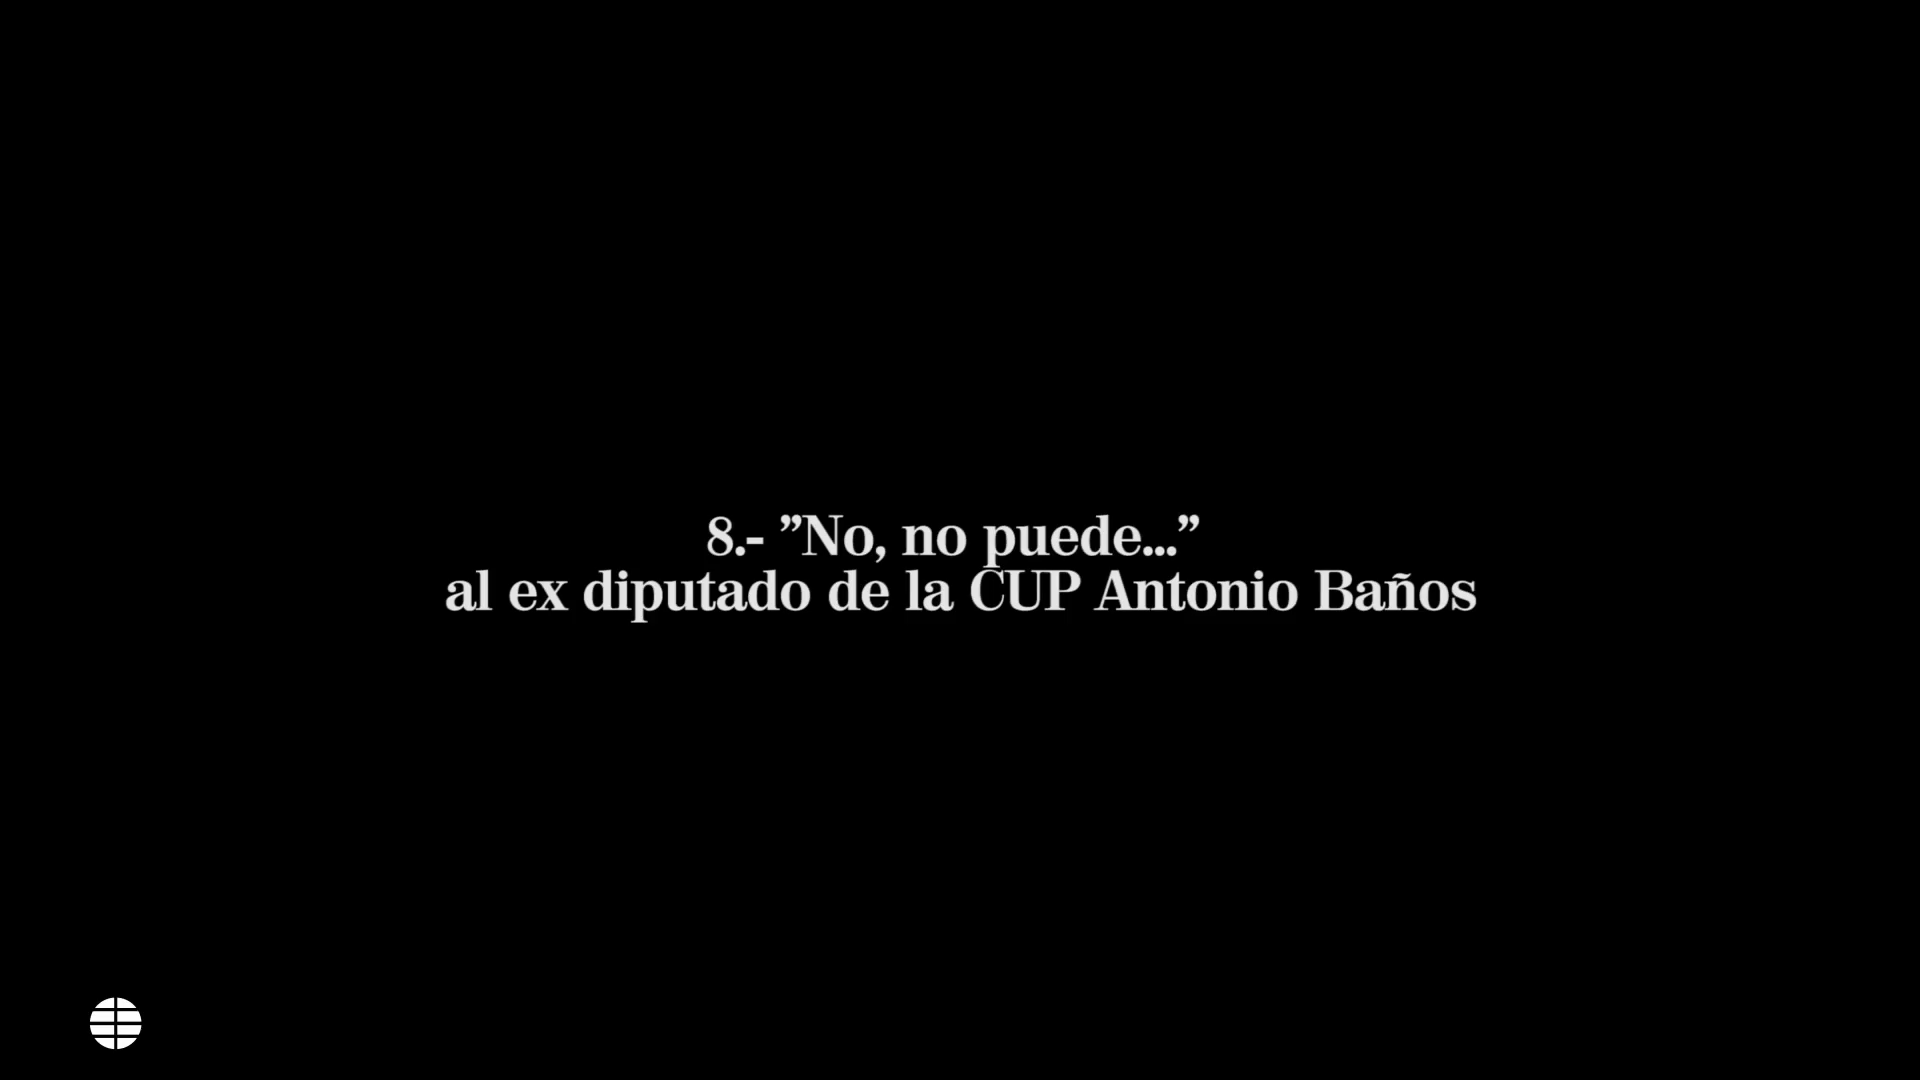 8.- ”No, no puede...”
al ex diputado de la CUP Antonio Baños